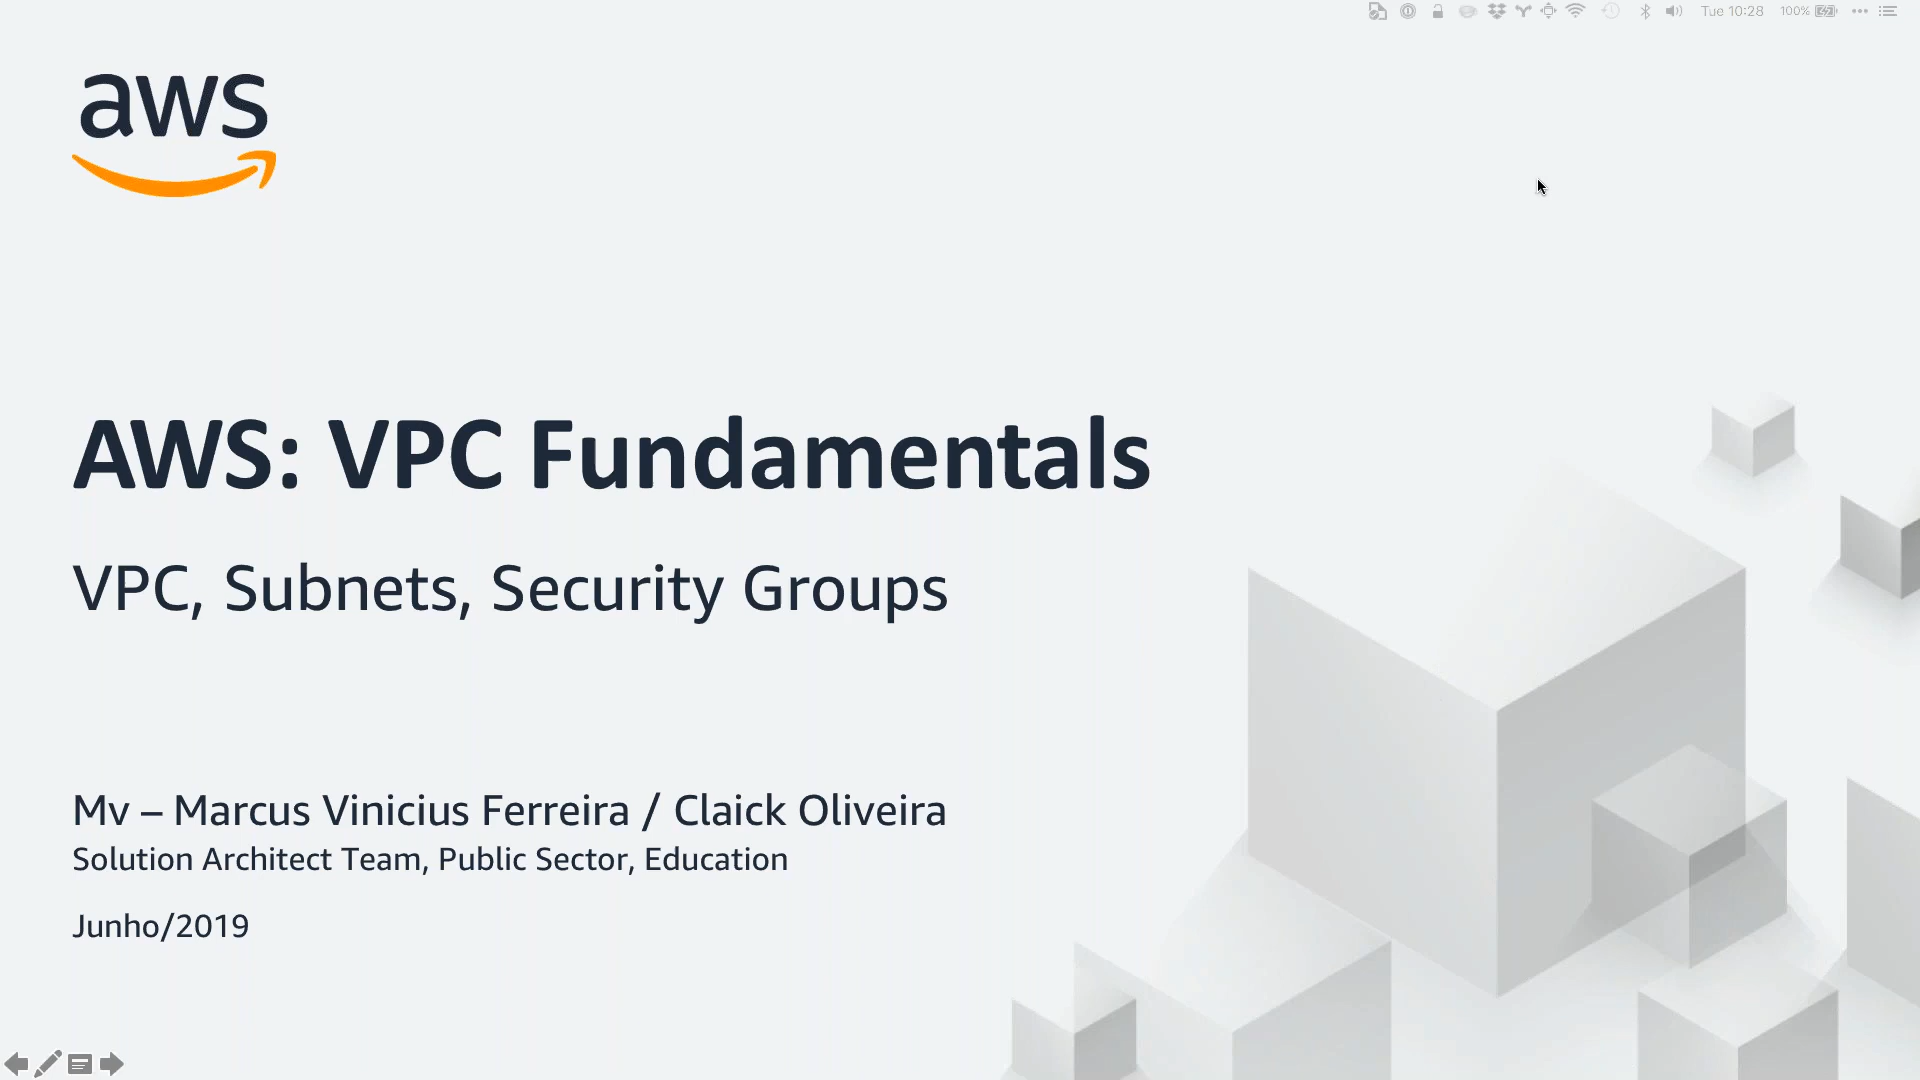 Tue 10:28 100%
aws
AWS: VPC Fundamentals
VPC, Subnets, Security Groups
Mv – Marcus Vinicius Ferreira / Claick Oliveira
Solution Architect Team, Public Sector, Education
Junho/2019